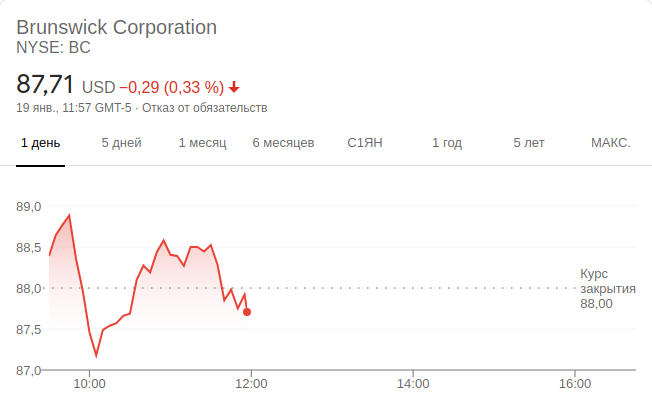 Brunswick Corporation
NYSE: BC
87,71 USD −0,29 (0,33 %)
19 янв., 11:57 GMT-5 · Отказ от обязательств
1 день 5 дней 1 месяц 6 месяцев С1ЯН 1 год 5 лет МАКС.
89,0
88,5
88,0
87,5
87,0
Курс
закрытия
88,00
10:00 12:00 14:00 16:00